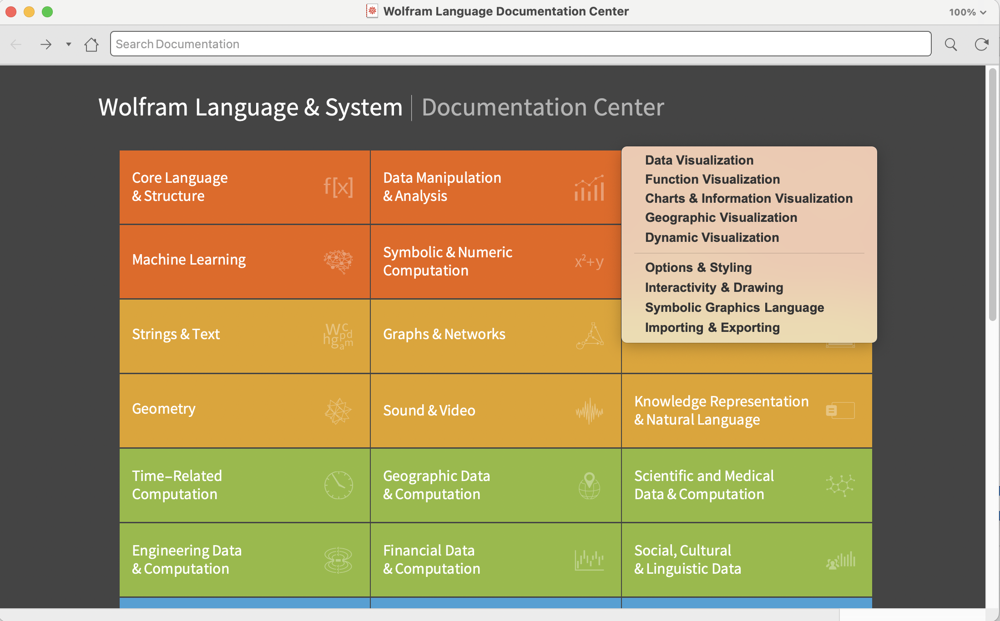 Wolfram Language Documentation Center
100%
Search Documentation
Wolfram Language & System | Documentation Center
Core Language
& Structure
f[x]
Data Manipulation
& Analysis
Data Visualization
Function Visualization
Charts & Information Visualization
Geographic Visualization
Dynamic Visualization
Options & Styling
Interactivity & Drawing
Symbolic Graphics Language
Importing & Exporting
Machine Learning
Symbolic & Numeric
Computation
x²+y
Strings & Text
W c
h g p d
a m
Graphs & Networks
Geometry
Sound & Video
Knowledge Representation
& Natural Language
Time–Related
Computation
Geographic Data
& Computation
Scientific and Medical
Data & Computation
Engineering Data
& Computation
Financial Data
& Computation
Social, Cultural
& Linguistic Data